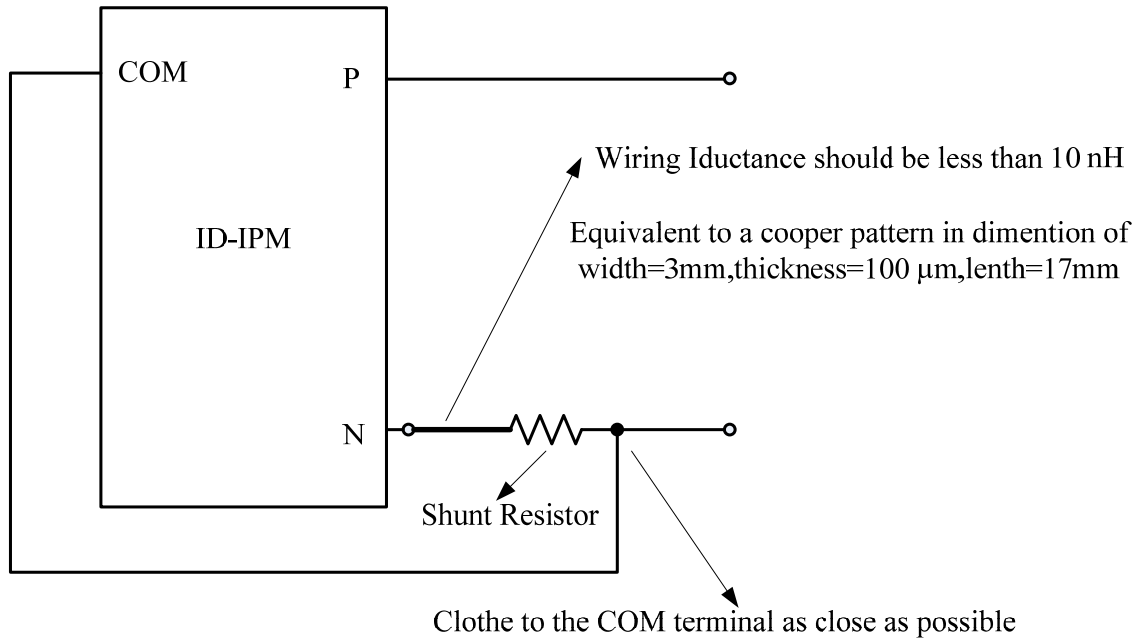 COM
P
Wiring Iductance should be less than 10 nH
ID-IPM
Equivalent to a cooper pattern in dimention of
width=3mm,thickness=100 μm,lenth=17mm
N
Shunt Resistor
Clothe to the COM terminal as close as possible